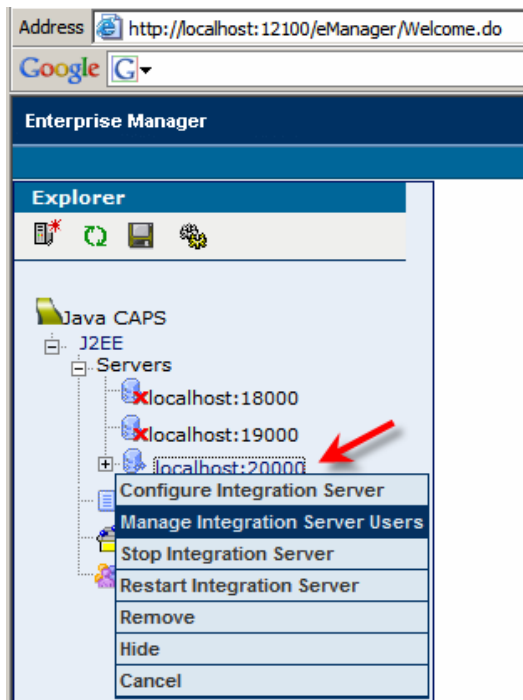 Address http://localhost:12100/eManager/Welcome.do
Google G
Enterprise Manager
Explorer
Java CAPS
J2EE
Servers
localhost:18000
localhost:19000
localhost:20000
Configure Integration Server
Manage Integration Server Users
Stop Integration Server
Restart Integration Server
Remove
Hide
Cancel